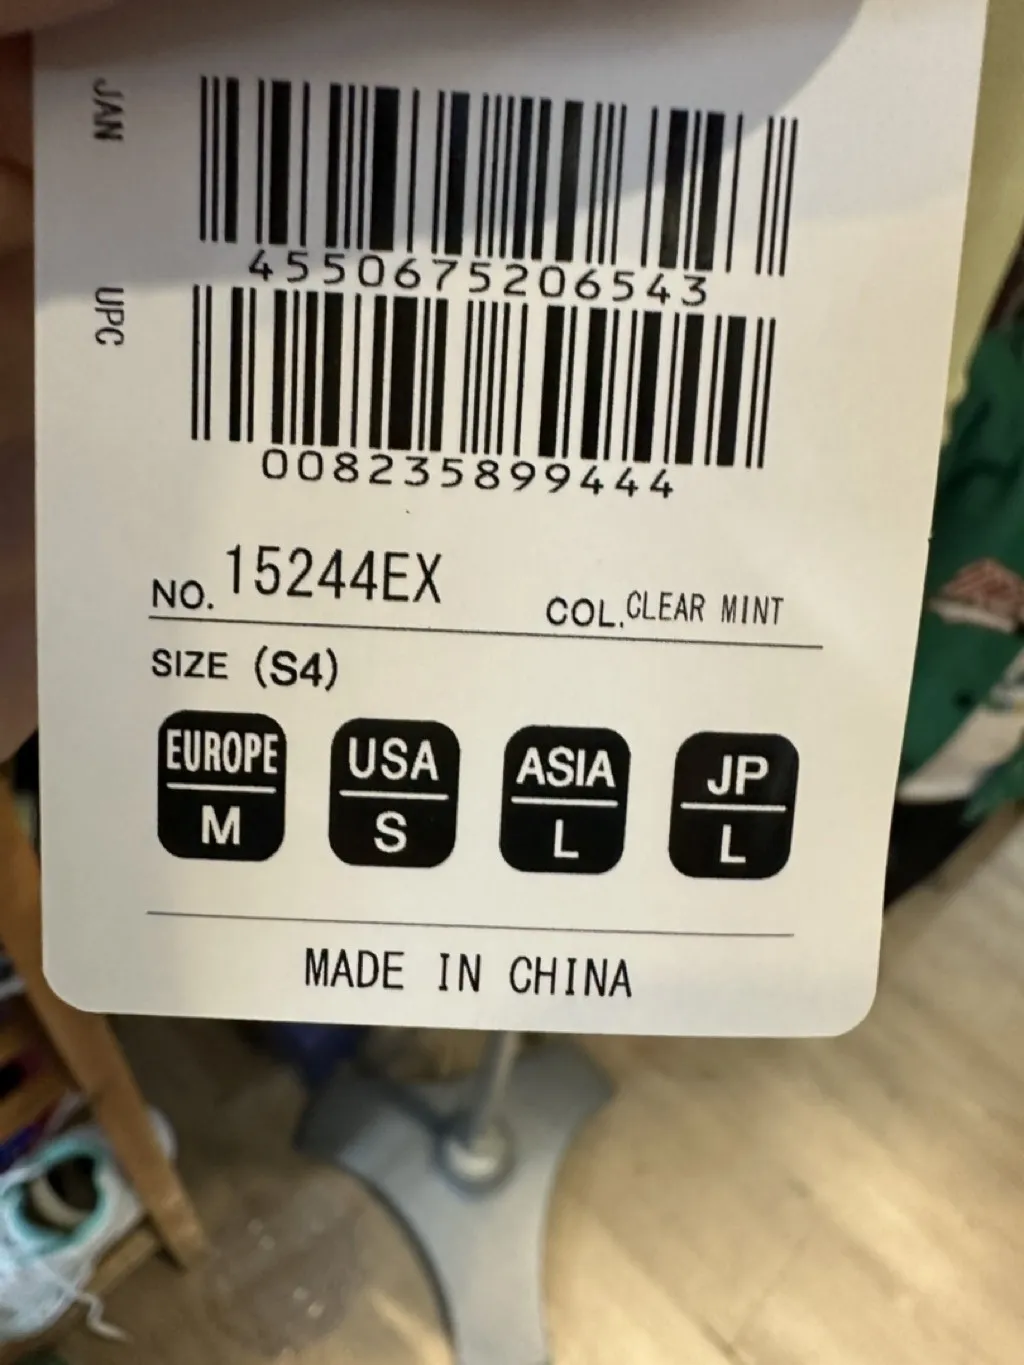 JAN
4550675206543
UPC
008235899444
NO. 15244EX COL. CLEAR MINT
SIZE (S4)
EUROPE USA ASIA JP
M S L L
MADE IN CHINA